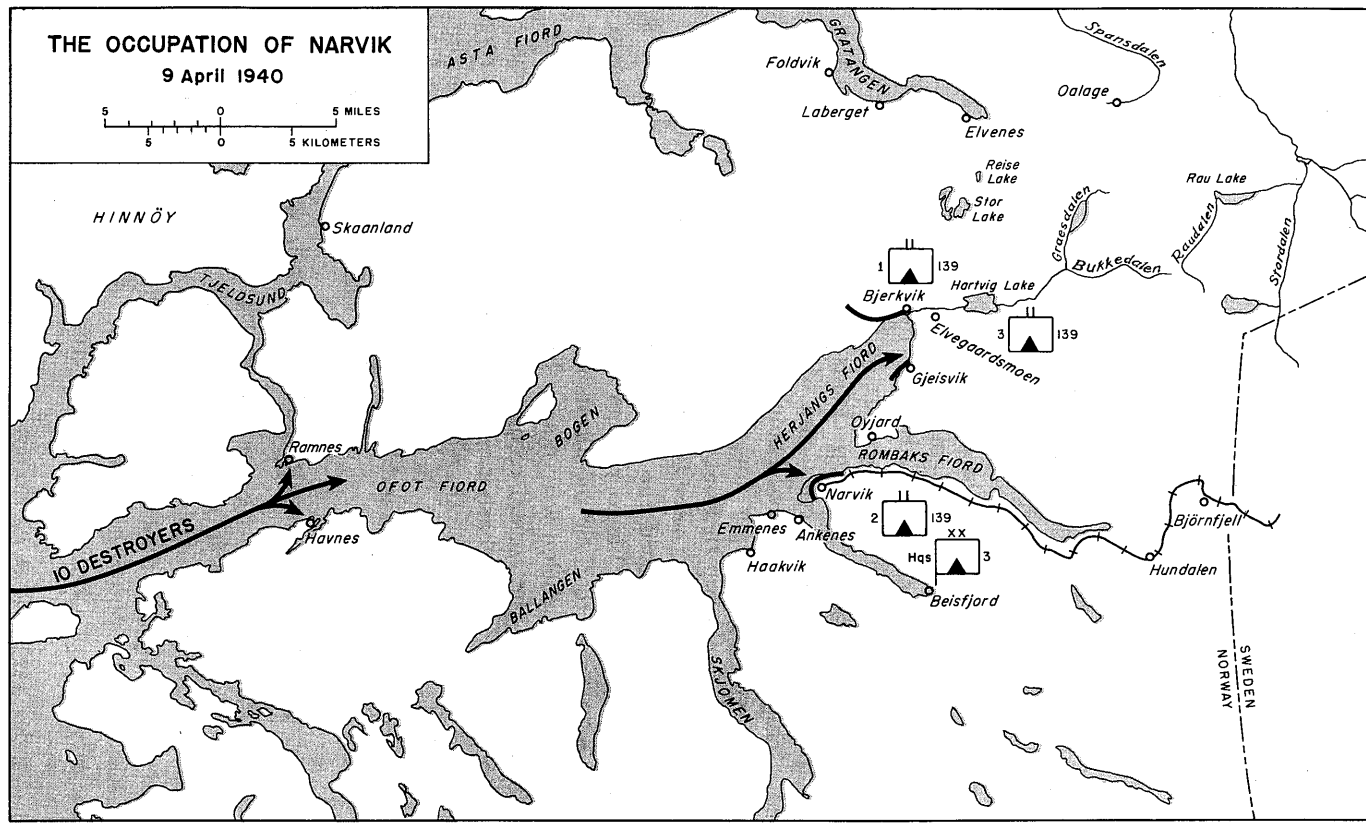 THE OCCUPATION OF NARVIK
9 April 1940
5 0 5 MILES
5 0 5 KILOMETERS
ASTA FIORD
GRATANGEN
Foldvik
Laberget
Elvenes
Spansdalen
Oalage
Reise
Lake
Stor
Lake
Rau Lake
Graesdalen
Raudalen
Stordalen
Bukkedalen
HINNÖY
Skaanland
TJELDSUND
1 139
Bjerkvik
Hartvig Lake
Elvegaardsmoen
3 139
Gjeisvik
HERJANGS FIORD
Oyjard
ROMBAKS FIORD
BOGEN
Ramnes
OFOT FIORD
Havnes
10 DESTROYERS
Narvik
Emmenes
Ankenes
Haakvik
2 139
XX
Hqs 3
Beisfjord
Björnfjell
Hundalen
BALLANGEN
SKJOMEN
SWEDEN
NORWAY